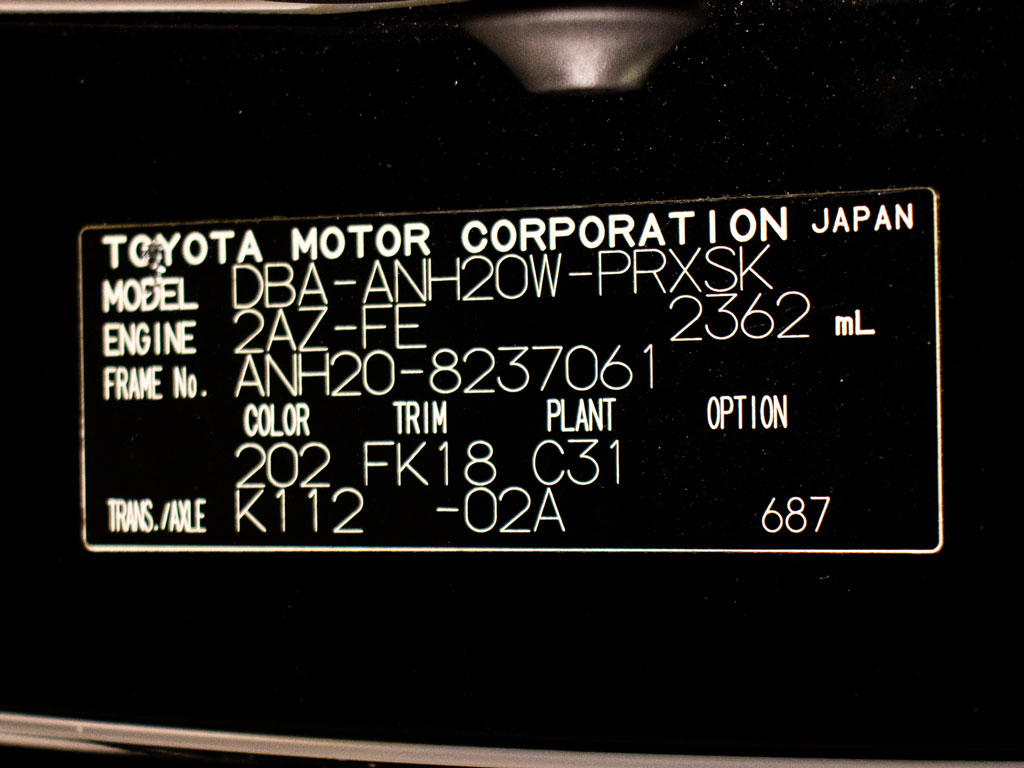 TOYOTA MOTOR CORPORATION JAPAN
MODEL DBA-ANH20W-PRXSK
ENGINE 2AZ-FE 2362 mL
FRAME No. ANH20-8237061
COLOR TRIM PLANT OPTION
202 FK18 C31
TRANS./AXLE K112 -02A 687